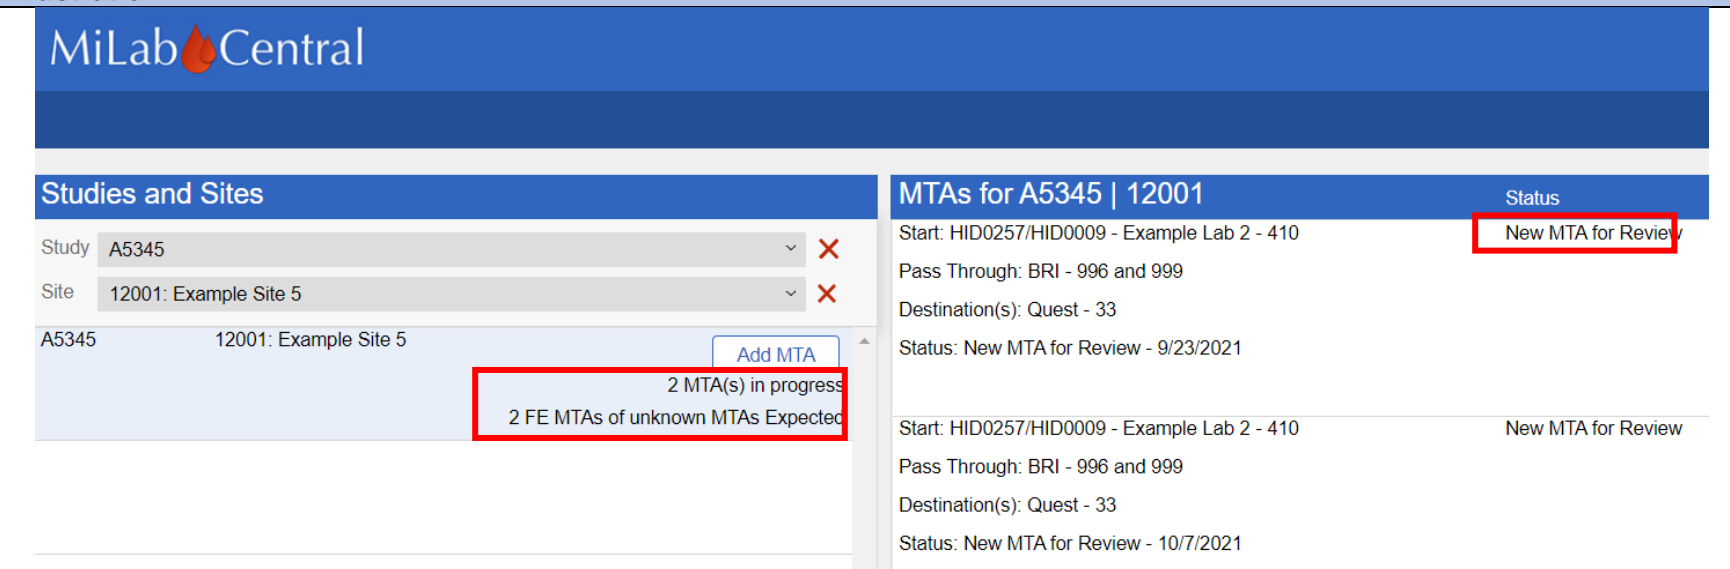 MiLab Central
Studies and Sites
Study A5345
Site 12001: Example Site 5
A5345 12001: Example Site 5
Add MTA
2 MTA(s) in progress
2 FE MTAs of unknown MTAs Expected
MTAs for A5345 | 12001 Status
Start: HID0257/HID0009 - Example Lab 2 - 410 New MTA for Review
Pass Through: BRI - 996 and 999
Destination(s): Quest - 33
Status: New MTA for Review - 9/23/2021
Start: HID0257/HID0009 - Example Lab 2 - 410 New MTA for Review
Pass Through: BRI - 996 and 999
Destination(s): Quest - 33
Status: New MTA for Review - 10/7/2021